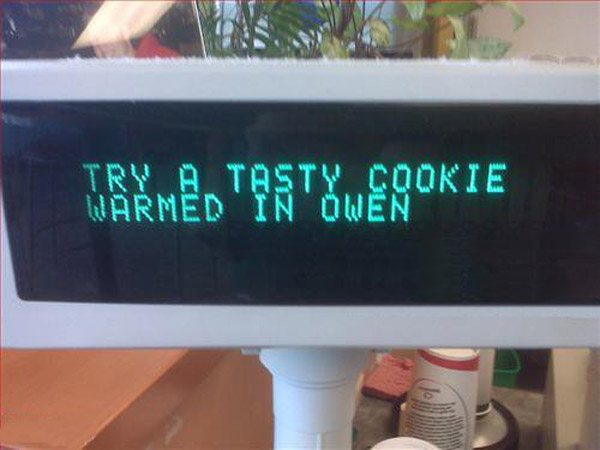 TRY A TASTY COOKIE
WARMED IN OWEN